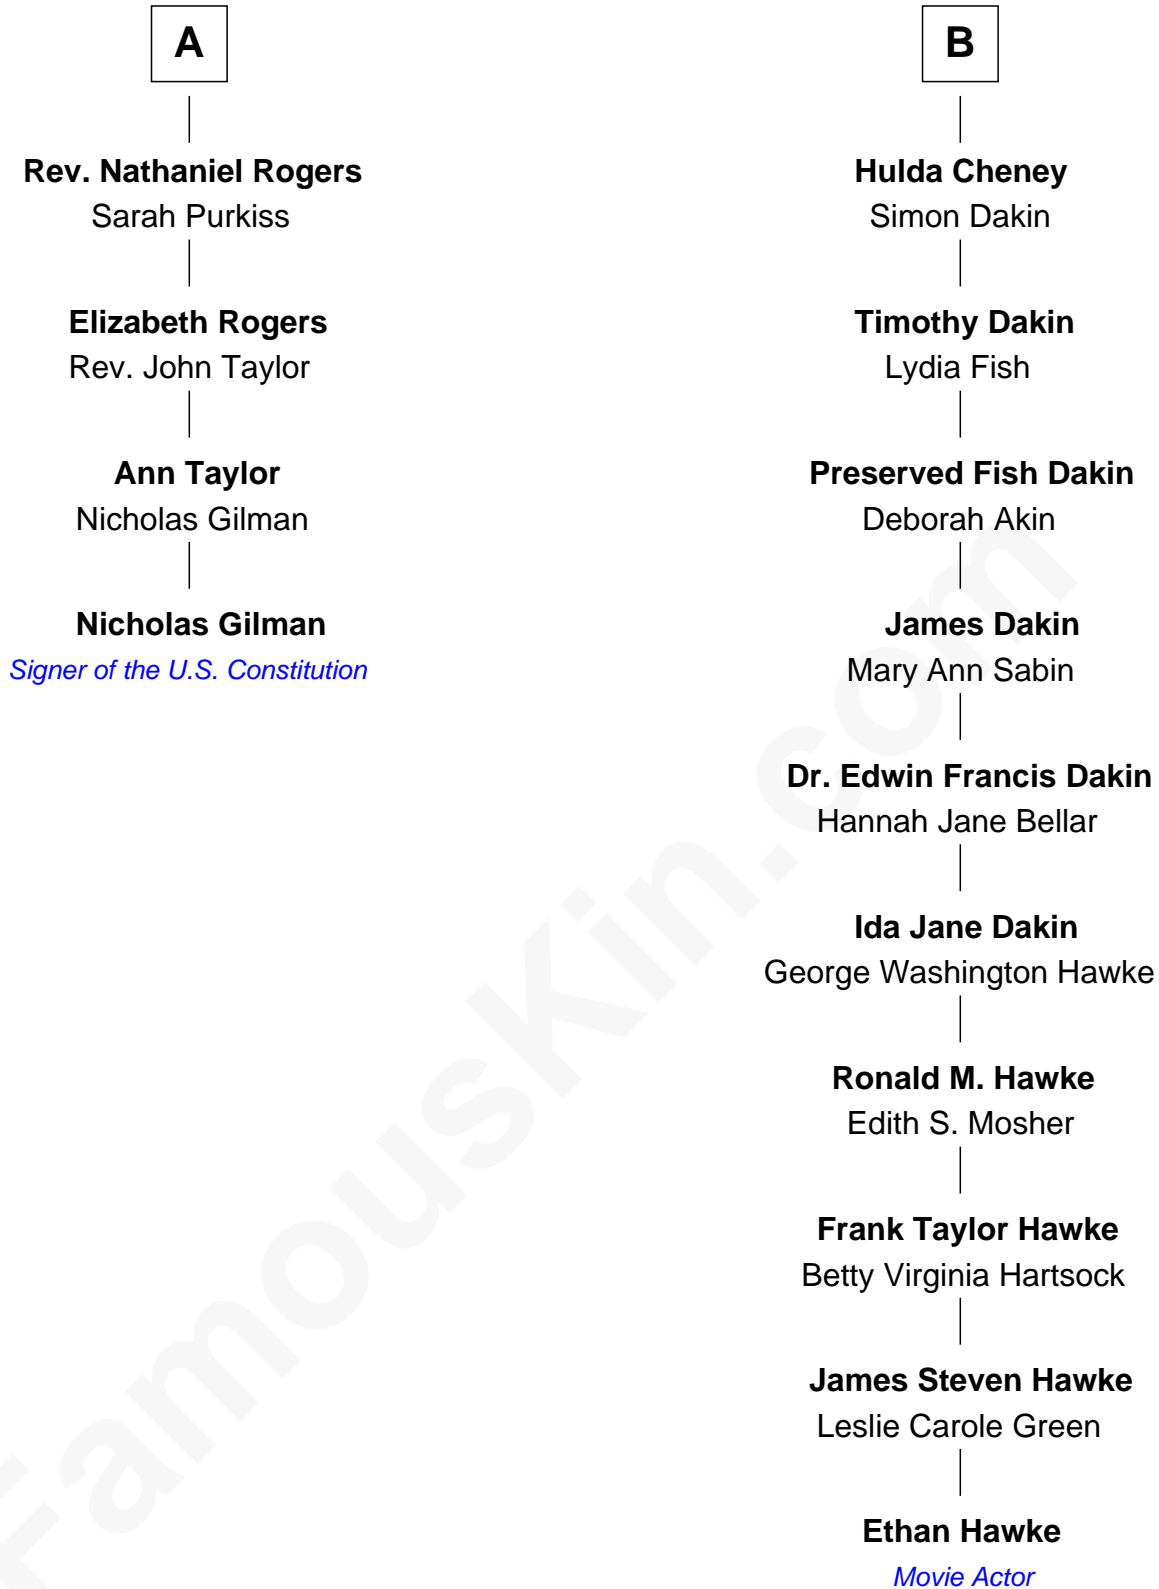 A
Rev. Nathaniel Rogers
Sarah Purkiss
Elizabeth Rogers
Rev. John Taylor
Ann Taylor
Nicholas Gilman
Nicholas Gilman
Signer of the U.S. Constitution
B
Hulda Cheney
Simon Dakin
Timothy Dakin
Lydia Fish
Preserved Fish Dakin
Deborah Akin
James Dakin
Mary Ann Sabin
Dr. Edwin Francis Dakin
Hannah Jane Bellar
Ida Jane Dakin
George Washington Hawke
Ronald M. Hawke
Edith S. Mosher
Frank Taylor Hawke
Betty Virginia Hartsock
James Steven Hawke
Leslie Carole Green
Ethan Hawke
Movie Actor
FamousKin.com